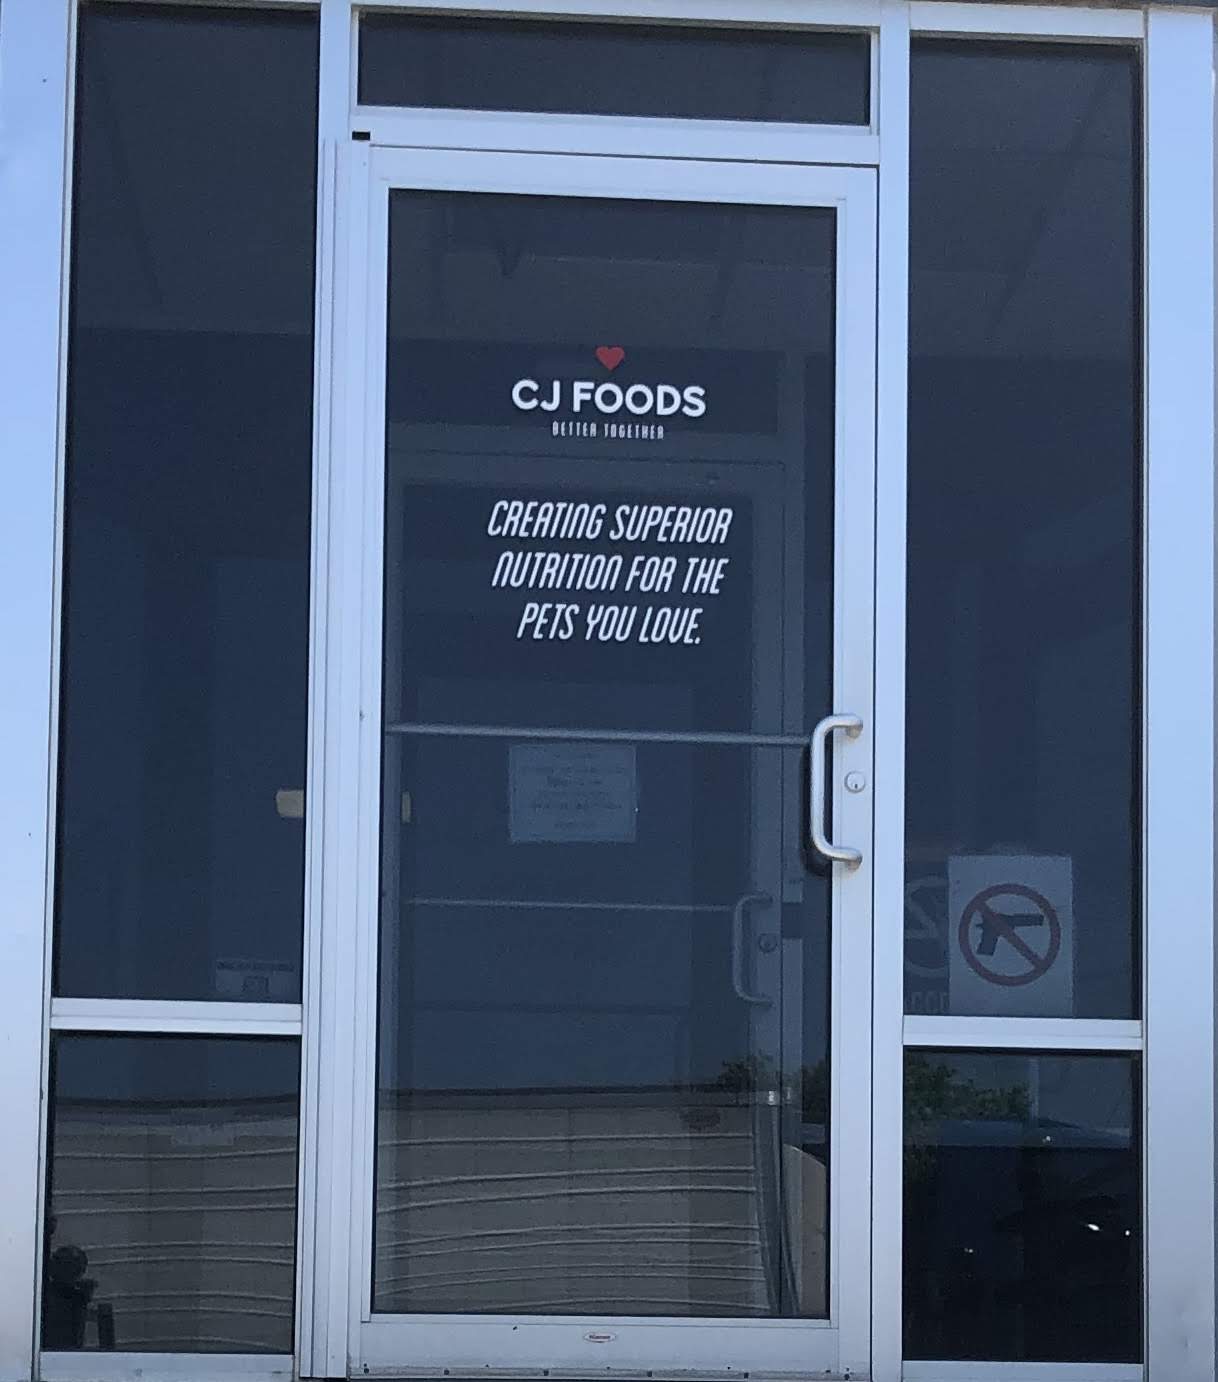 CJ FOODS
BETTER TOGETHER
CREATING SUPERIOR
NUTRITION FOR THE
PETS YOU LOVE.